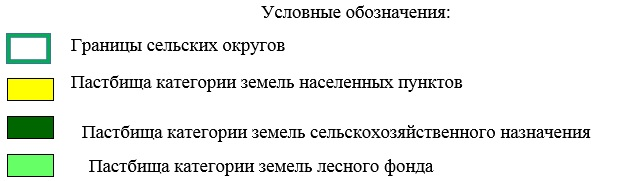 Условные обозначения:
Границы сельских округов
Пастбища категории земель населенных пунктов
Пастбища категории земель сельскохозяйственного назначения
Пастбища категории земель лесного фонда